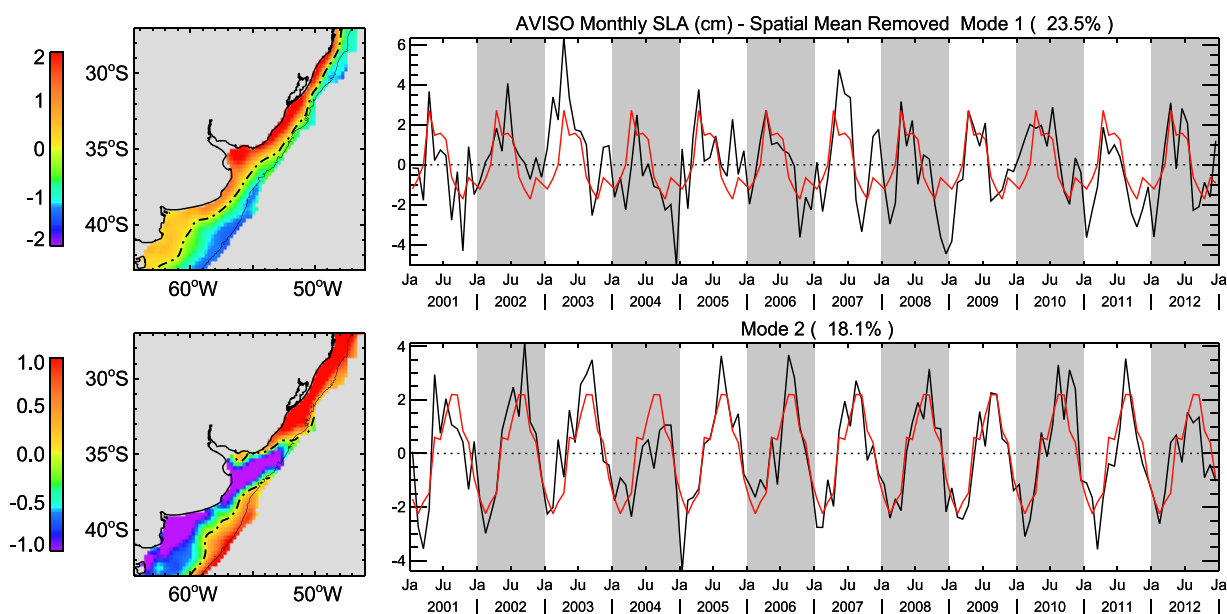 AVISO Monthly SLA (cm) - Spatial Mean Removed Mode 1 ( 23.5%)
2
1
0
-1
-2
30°S
35°S
40°S
60°W 50°W
6
4
2
0
-2
-4
Ja Ju Ja Ju Ja Ju Ja Ju Ja Ju Ja Ju Ja Ju Ja Ju Ja Ju Ja Ju Ja Ju Ja Ju Ja
2001 | 2002 | 2003 | 2004 | 2005 | 2006 | 2007 | 2008 | 2009 | 2010 | 2011 | 2012
Mode 2 ( 18.1%)
1.0
0.5
0.0
-0.5
-1.0
30°S
35°S
40°S
60°W 50°W
4
2
0
-2
-4
Ja Ju Ja Ju Ja Ju Ja Ju Ja Ju Ja Ju Ja Ju Ja Ju Ja Ju Ja Ju Ja Ju Ja Ju Ja
2001 | 2002 | 2003 | 2004 | 2005 | 2006 | 2007 | 2008 | 2009 | 2010 | 2011 | 2012